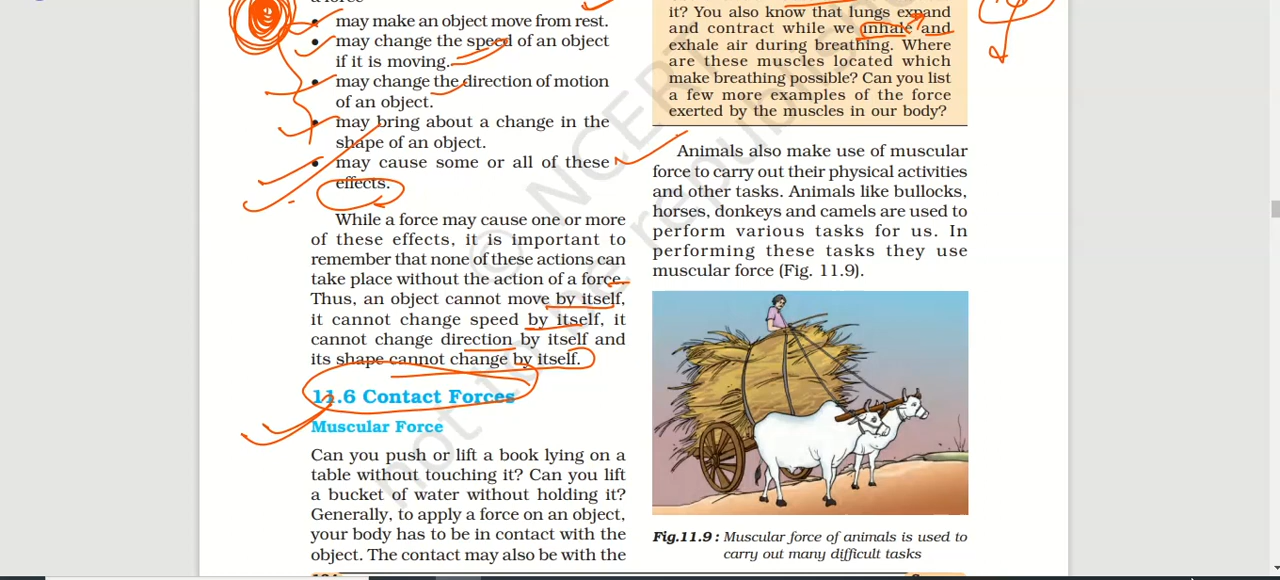 a force
may make an object move from rest.
may change the speed of an object
if it is moving.
may change the direction of motion
of an object.
may bring about a change in the
shape of an object.
may cause some or all of these
effects.
While a force may cause one or more
of these effects, it is important to
remember that none of these actions can
take place without the action of a force.
Thus, an object cannot move by itself,
it cannot change speed by itself, it
cannot change direction by itself and
its shape cannot change by itself.
11.6 Contact Forces
Muscular Force
Can you push or lift a book lying on a
table without touching it? Can you lift
a bucket of water without holding it?
Generally, to apply a force on an object,
your body has to be in contact with the
object. The contact may also be with the
it? You also know that lungs expand
and contract while we inhale and
exhale air during breathing. Where
are these muscles located which
make breathing possible? Can you list
a few more examples of the force
exerted by the muscles in our body?
Animals also make use of muscular
force to carry out their physical activities
and other tasks. Animals like bullocks,
horses, donkeys and camels are used to
perform various tasks for us. In
performing these tasks they use
muscular force (Fig. 11.9).
Fig.11.9 : Muscular force of animals is used to
carry out many difficult tasks
© NCERT
not to be republished